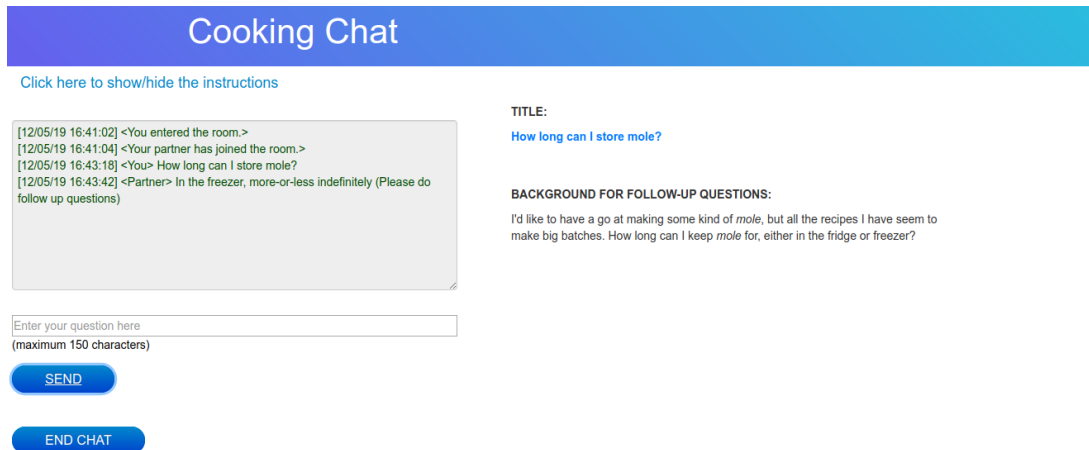 Cooking Chat
Click here to show/hide the instructions
[12/05/19 16:41:02] <You entered the room.>
[12/05/19 16:41:04] <Your partner has joined the room.>
[12/05/19 16:43:18] <You> How long can I store mole?
[12/05/19 16:43:42] <Partner> In the freezer, more-or-less indefinitely (Please do
follow up questions)
Enter your question here
(maximum 150 characters)
SEND
END CHAT
TITLE:
How long can I store mole?
BACKGROUND FOR FOLLOW-UP QUESTIONS:
I'd like to have a go at making some kind of mole, but all the recipes I have seem to
make big batches. How long can I keep mole for, either in the fridge or freezer?